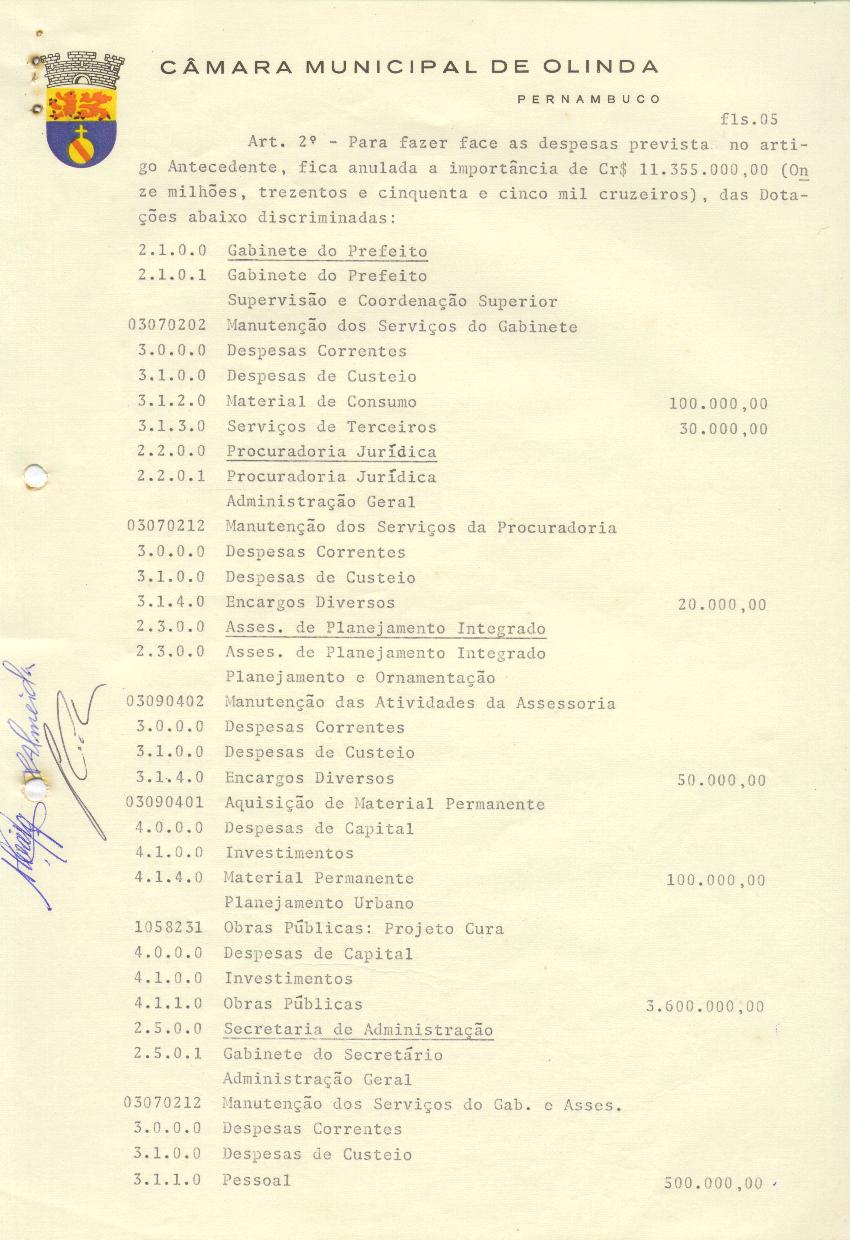 CÂMARA MUNICIPAL DE OLINDA
PERNAMBUCO
fls.05
Art. 2º - Para fazer face as despesas prevista no arti-
go Antecedente, fica anulada a importância de Cr$ 11.355.000,00 (On
ze milhões, trezentos e cinquenta e cinco mil cruzeiros), das Dota-
ções abaixo discriminadas:
2.1.0.0 Gabinete do Prefeito
2.1.0.1 Gabinete do Prefeito
Supervisão e Coordenação Superior
03070202 Manutenção dos Serviços do Gabinete
3.0.0.0 Despesas Correntes
3.1.0.0 Despesas de Custeio
3.1.2.0 Material de Consumo 100.000,00
3.1.3.0 Serviços de Terceiros 30.000,00
2.2.0.0 Procuradoria Jurídica
2.2.0.1 Procuradoria Jurídica
Administração Geral
03070212 Manutenção dos Serviços da Procuradoria
3.0.0.0 Despesas Correntes
3.1.0.0 Despesas de Custeio
3.1.4.0 Encargos Diversos 20.000,00
2.3.0.0 Asses. de Planejamento Integrado
2.3.0.0 Asses. de Planejamento Integrado
Planejamento e Ornamentação
03090402 Manutenção das Atividades da Assessoria
3.0.0.0 Despesas Correntes
3.1.0.0 Despesas de Custeio
3.1.4.0 Encargos Diversos 50.000,00
03090401 Aquisição de Material Permanente
4.0.0.0 Despesas de Capital
4.1.0.0 Investimentos
4.1.4.0 Material Permanente 100.000,00
Planejamento Urbano
1058231 Obras Públicas: Projeto Cura
4.0.0.0 Despesas de Capital
4.1.0.0 Investimentos
4.1.1.0 Obras Públicas 3.600.000,00
2.5.0.0 Secretaria de Administração
2.5.0.1 Gabinete do Secretário
Administração Geral
03070212 Manutenção dos Serviços do Gab. e Asses.
3.0.0.0 Despesas Correntes
3.1.0.0 Despesas de Custeio
3.1.1.0 Pessoal 500.000,00
Almeida